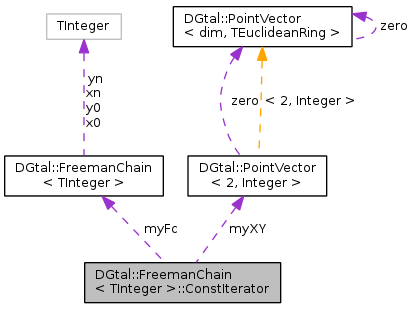 TInteger
DGtal::PointVector
< dim, TEuclideanRing >
zero
yn
xn
y0
x0
zero
< 2, Integer >
DGtal::FreemanChain
< TInteger >
DGtal::PointVector
< 2, Integer >
myFc
myXY
DGtal::FreemanChain
< TInteger >::ConstIterator